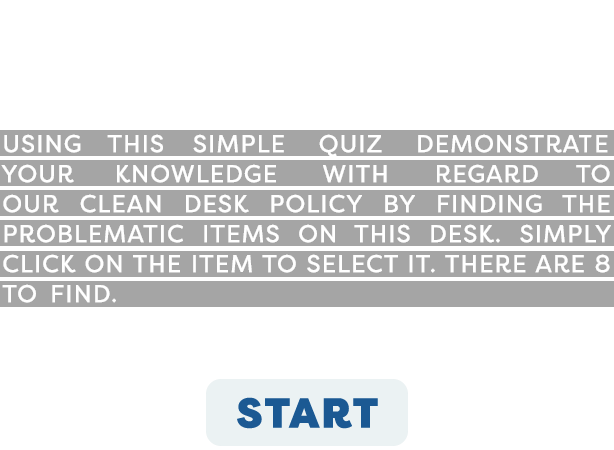 USING THIS SIMPLE QUIZ DEMONSTRATE
YOUR KNOWLEDGE WITH REGARD TO
OUR CLEAN DESK POLICY BY FINDING THE
PROBLEMATIC ITEMS ON THIS DESK. SIMPLY
CLICK ON THE ITEM TO SELECT IT. THERE ARE 8
TO FIND.
START